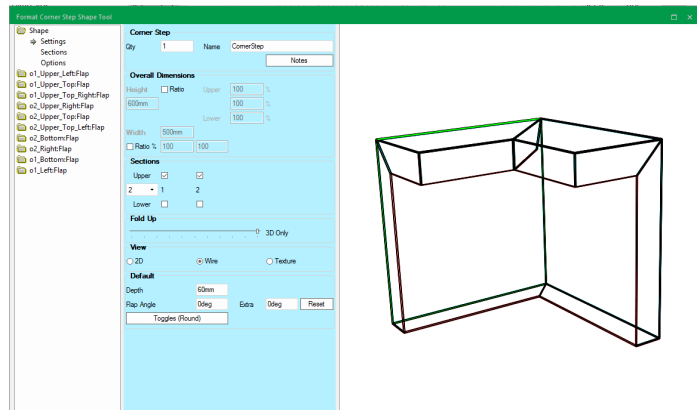 Format Corner Step Shape Tool
Shape
Settings
Sections
Options
o1_Upper_Left:Flap
o1_Upper_Top:Flap
o1_Upper_Top_Right:Flap
o2_Upper_Right:Flap
o2_Upper_Top:Flap
o2_Upper_Top_Left:Flap
o2_Bottom:Flap
o2_Right:Flap
o1_Bottom:Flap
o1_Left:Flap
Corner Step
Qty 1 Name CornerStep
Notes
Overall Dimensions
Height Ratio Upper 100 %
600mm 100 %
Lower 100 %
Width 500mm
Ratio % 100 100
Sections
Upper
2 1 2
Lower
Fold Up
3D Only
View
2D Wire Texture
Default
Depth 60mm
Rap Angle 0deg Extra 0deg Reset
Toggles (Round)